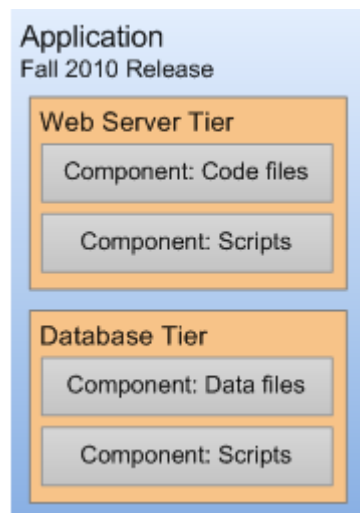 Application
Fall 2010 Release
Web Server Tier
Component: Code files
Component: Scripts
Database Tier
Component: Data files
Component: Scripts